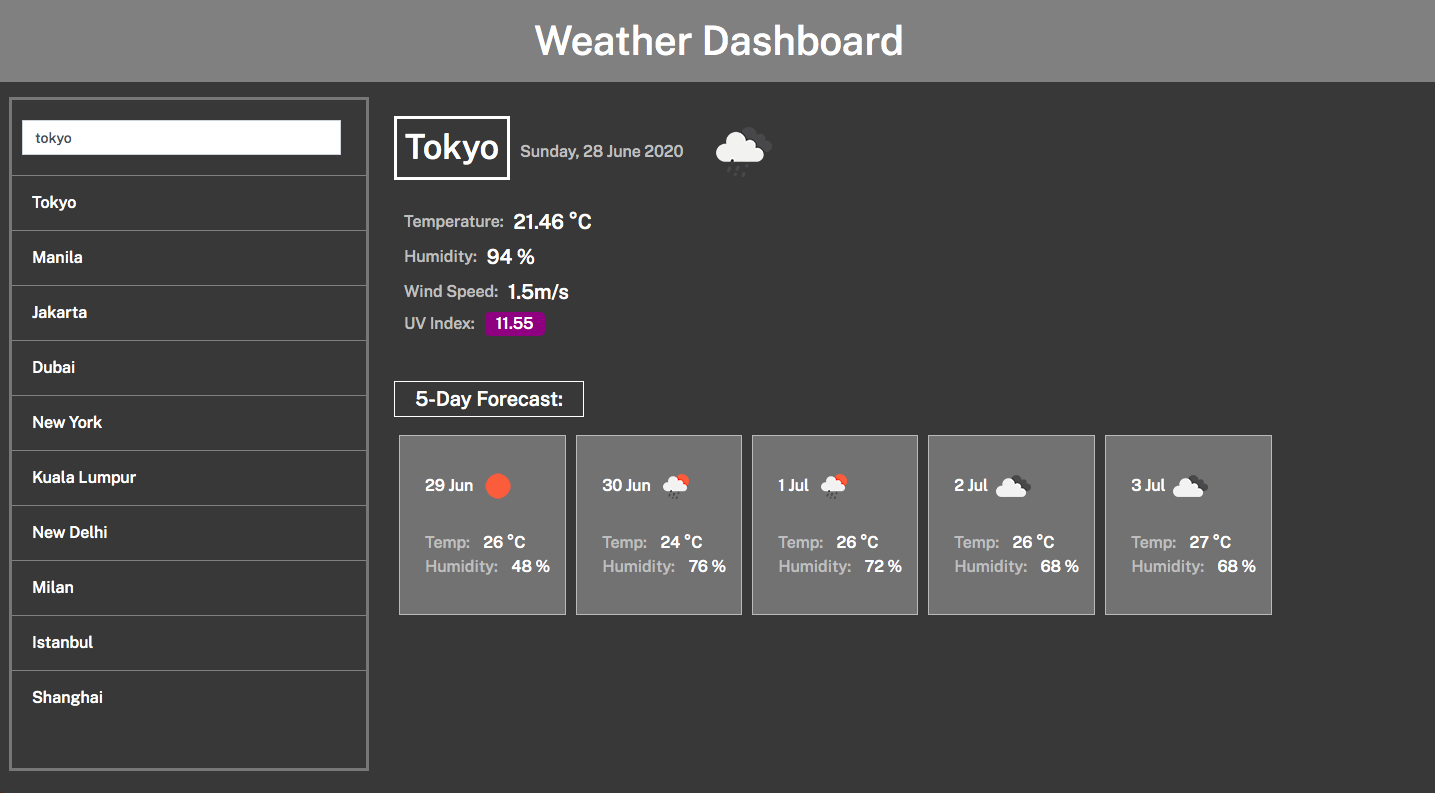 Weather Dashboard
tokyo
Tokyo
Manila
Jakarta
Dubai
New York
Kuala Lumpur
New Delhi
Milan
Istanbul
Shanghai
Tokyo Sunday, 28 June 2020
Temperature: 21.46 °C
Humidity: 94 %
Wind Speed: 1.5m/s
UV Index: 11.55
5-Day Forecast:
29 Jun
Temp: 26 °C
Humidity: 48 %
30 Jun
Temp: 24 °C
Humidity: 76 %
1 Jul
Temp: 26 °C
Humidity: 72 %
2 Jul
Temp: 26 °C
Humidity: 68 %
3 Jul
Temp: 27 °C
Humidity: 68 %